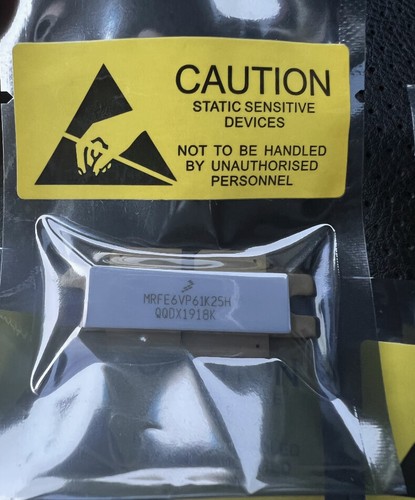 CAUTION
STATIC SENSITIVE
DEVICES
NOT TO BE HANDLED
BY UNAUTHORISED
PERSONNEL
MRFE6VP61K25H
QQDX1918K